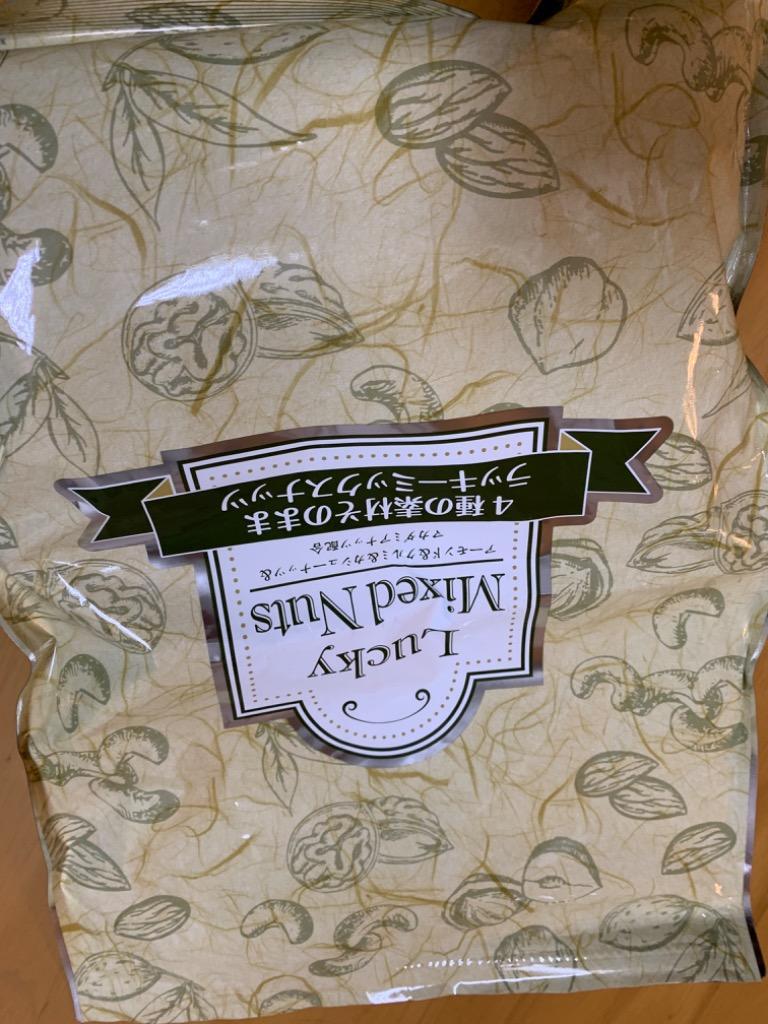 Lucky
Mixed Nuts
アーモンド&クルミ&カシューナッツ&
マカダミアナッツ配合
4種の素材そのまま
ラッキーミックスナッツ